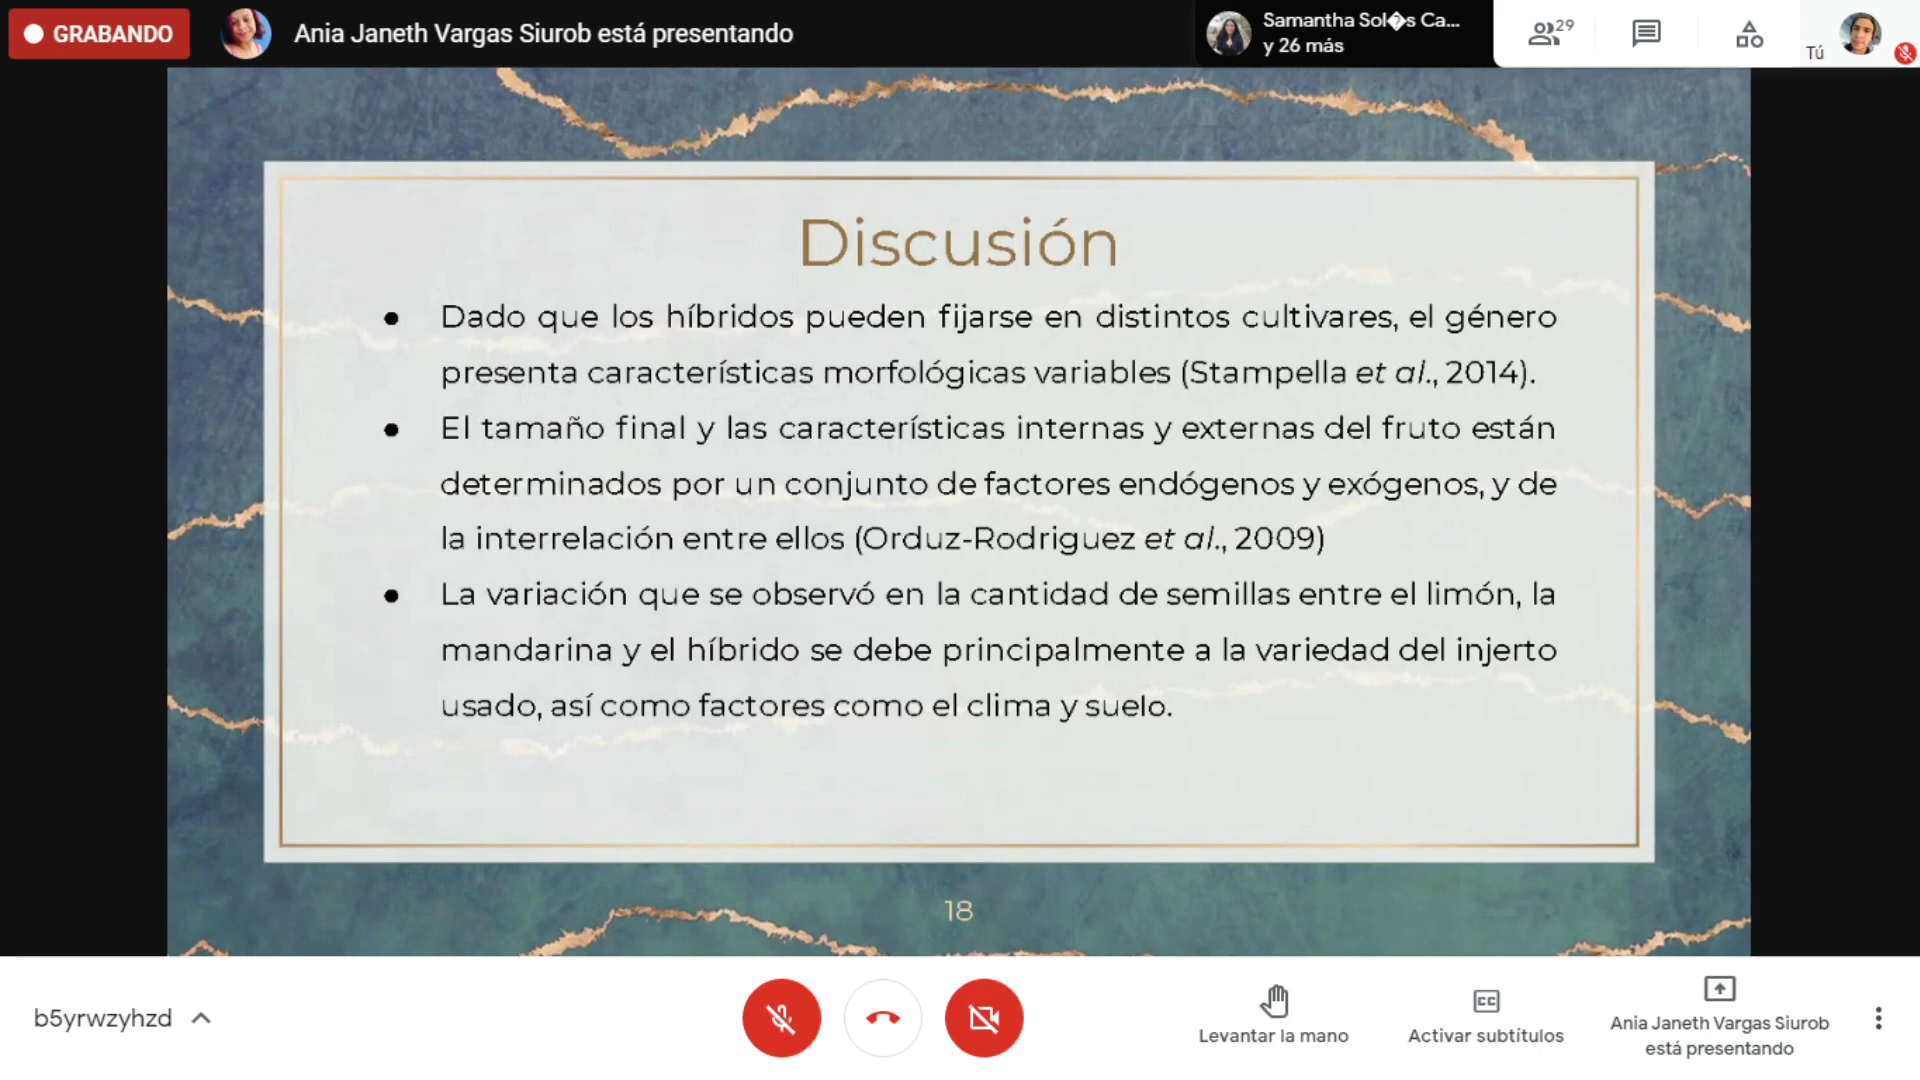 GRABANDO
Ania Janeth Vargas Siurob está presentando
Samantha Sol�s Ca...
y 26 más
29
Tú
Discusión
● Dado que los híbridos pueden fijarse en distintos cultivares, el género
presenta características morfológicas variables (Stampella et al., 2014).
● El tamaño final y las características internas y externas del fruto están
determinados por un conjunto de factores endógenos y exógenos, y de
la interrelación entre ellos (Orduz-Rodriguez et al., 2009)
● La variación que se observó en la cantidad de semillas entre el limón, la
mandarina y el híbrido se debe principalmente a la variedad del injerto
usado, así como factores como el clima y suelo.
18
b5yrwzyhzd
Levantar la mano
CC
Activar subtítulos
Ania Janeth Vargas Siurob
está presentando